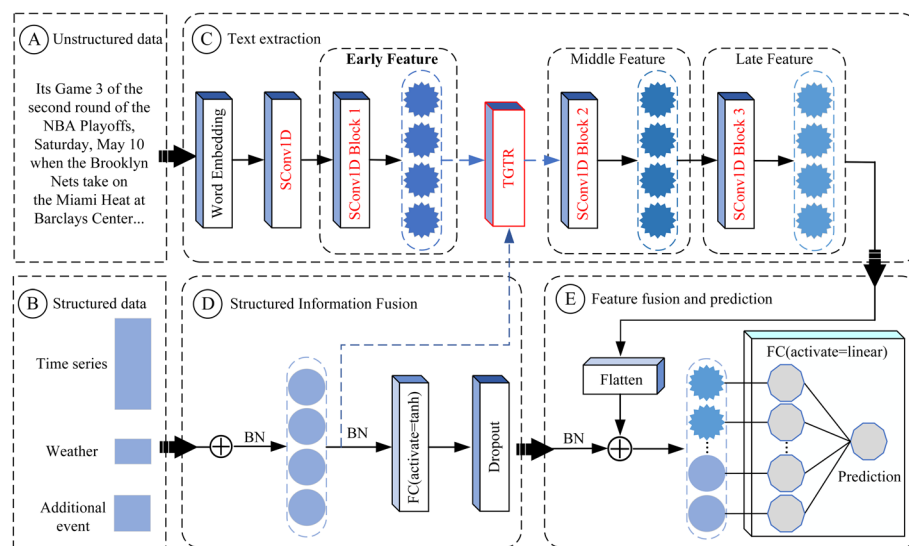 A Unstructured data
Its Game 3 of the
second round of the
NBA Playoffs,
Saturday, May 10
when the Brooklyn
Nets take on
the Miami Heat at
Barclays Center...
C Text extraction
Early Feature
Middle Feature
Late Feature
Word Embedding
SConv1D
SConv1D Block 1
TGTR
SConv1D Block 2
SConv1D Block 3
B Structured data
Time series
Weather
Additional
event
D Structured Information Fusion
BN
BN
FC(activate=tanh)
Dropout
E Feature fusion and prediction
Flatten
BN
FC(activate=linear)
Prediction